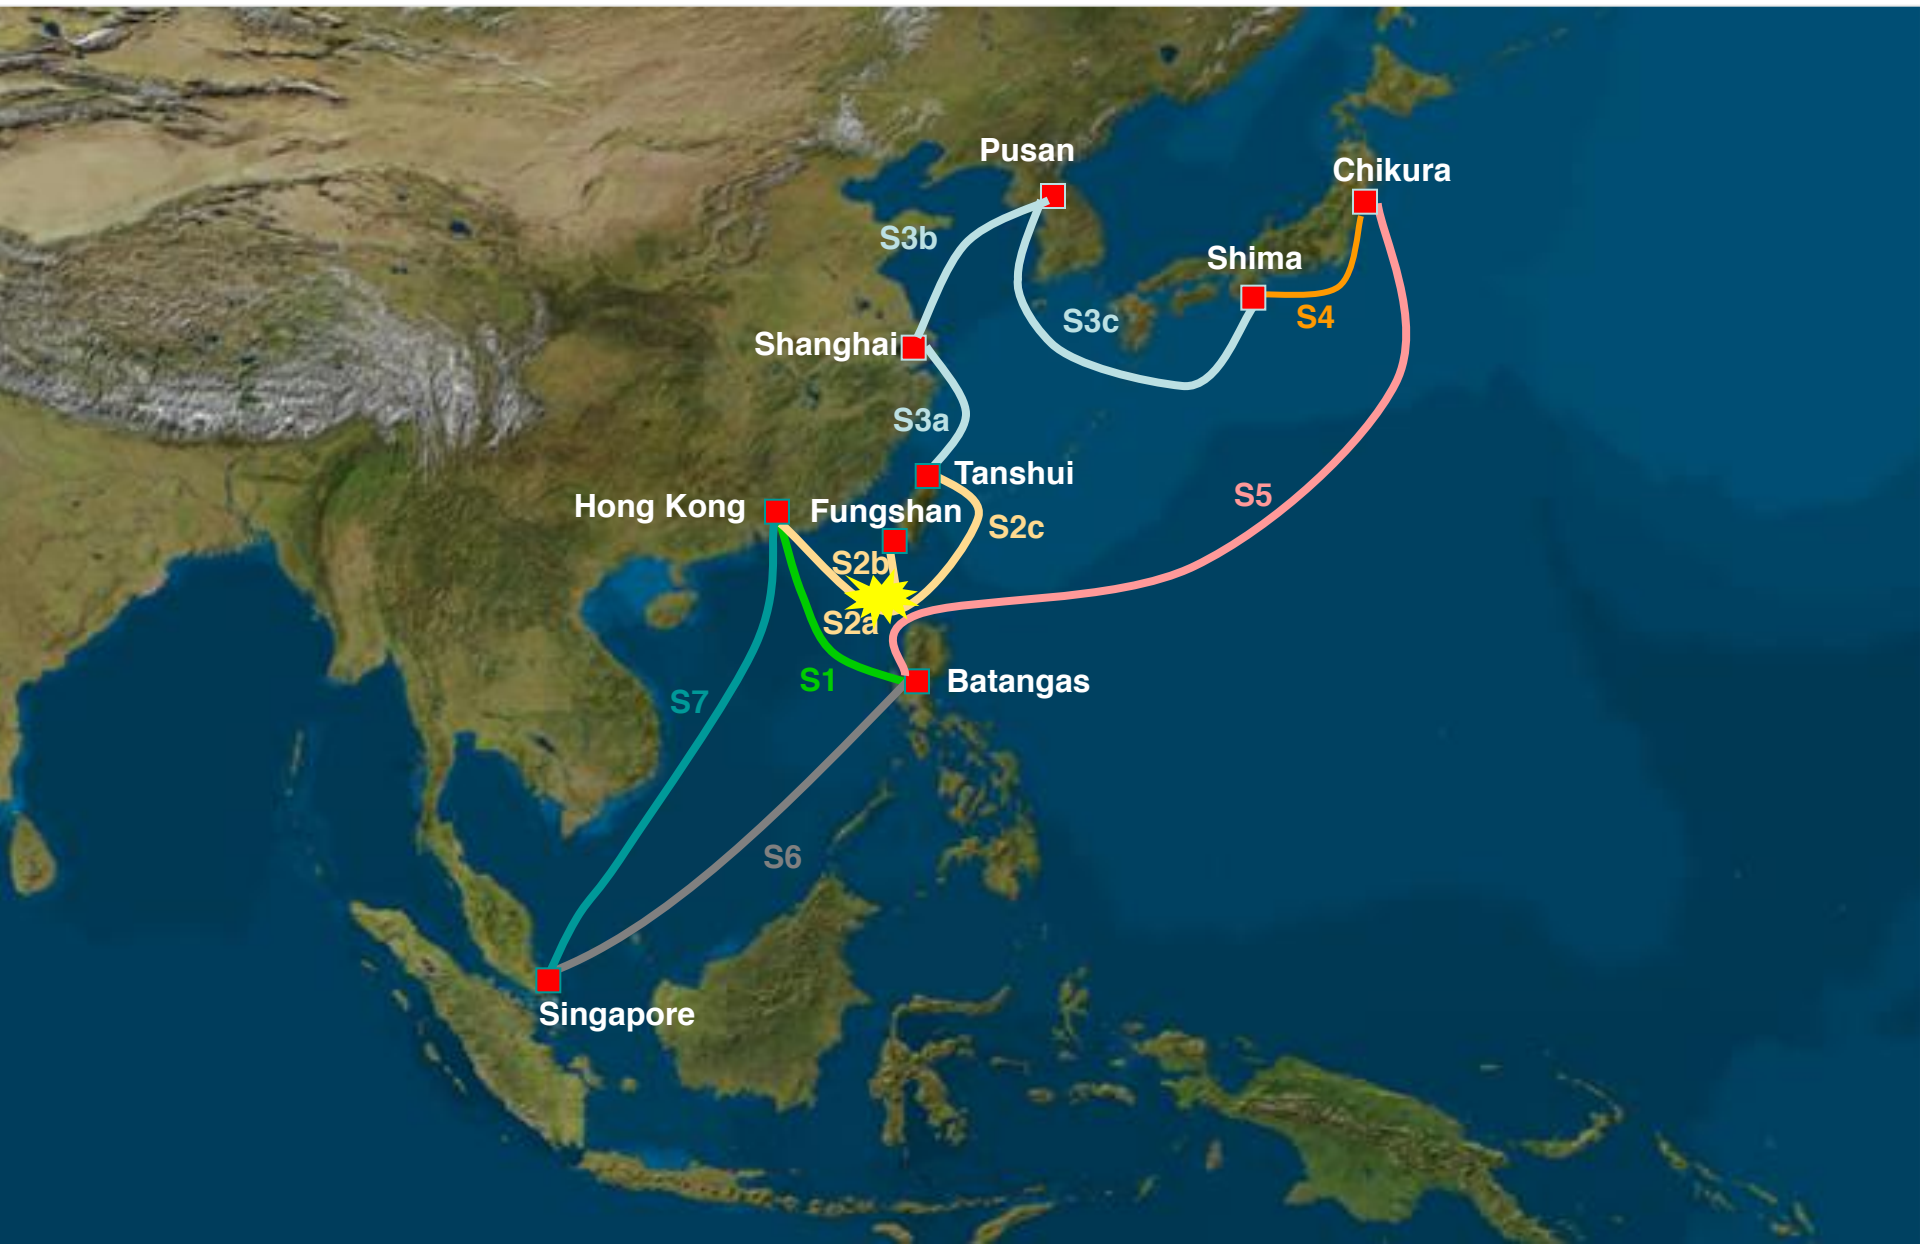 Pusan
Chikura
S3b
Shima
S3c
S4
Shanghai
S3a
Tanshui
S5
Hong Kong
Fungshan
S2c
S2b
S2a
S1
Batangas
S7
S6
Singapore